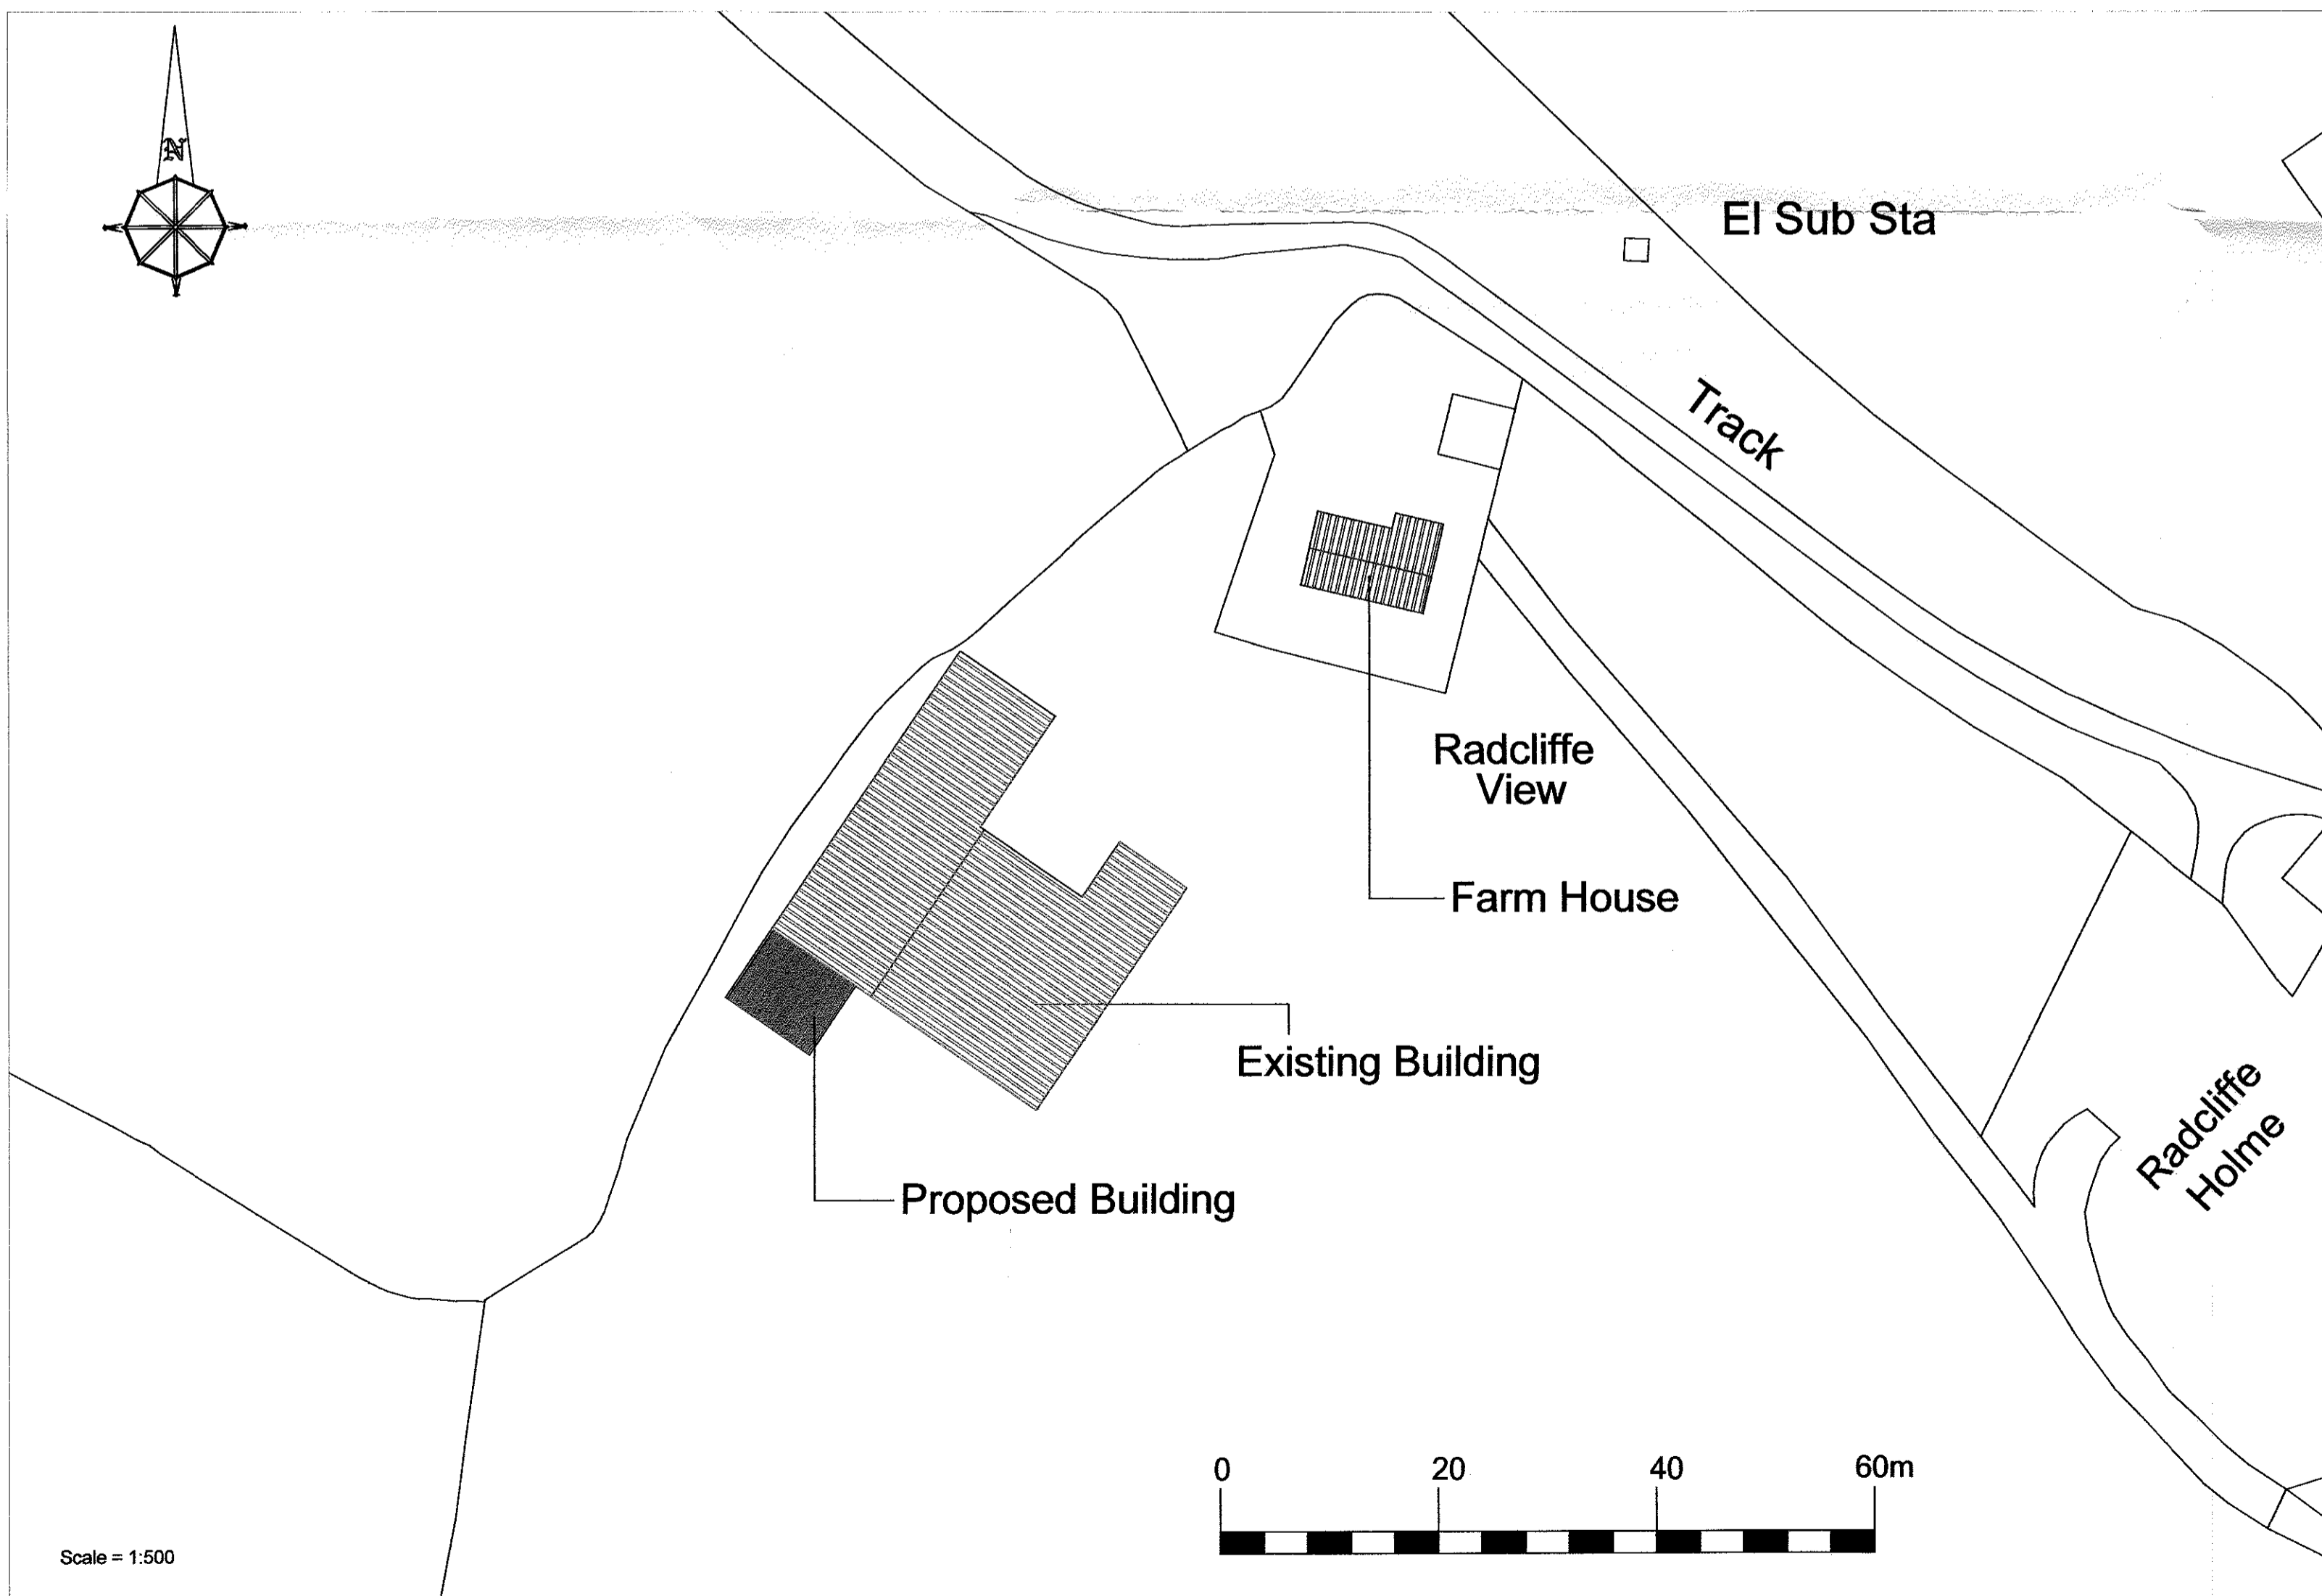 N
El Sub Sta
Track
Radcliffe
View
Farm House
Existing Building
Radcliffe
Holme
Proposed Building
0 20 40 60m
Scale = 1:500